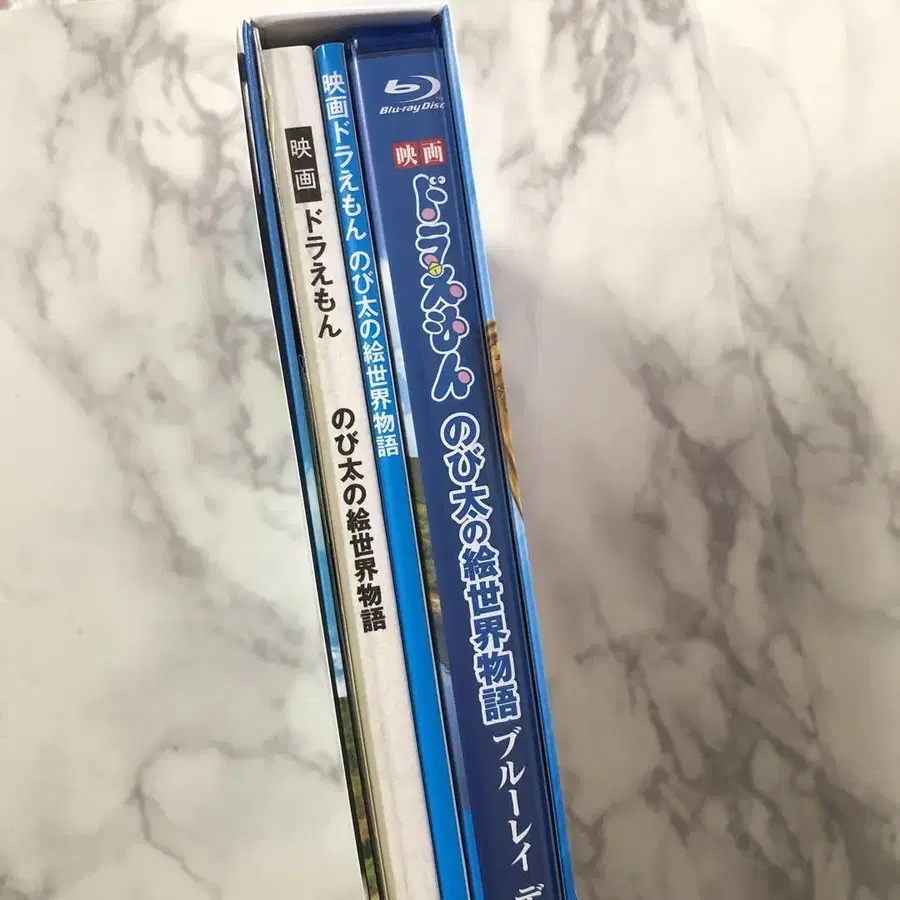 映画 ドラえもん のび太の絵世界物語
映画ドラえもん のび太の絵世界物語
Blu-ray Disc
映画
ドラえもん
のび太の絵世界物語
ブルーレイ デ